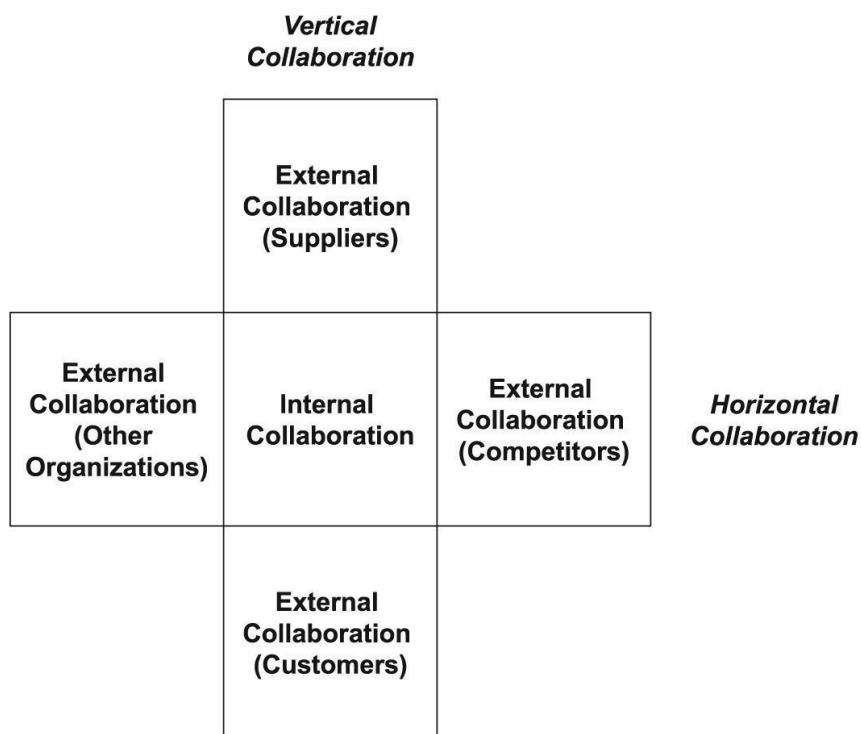 Vertical
Collaboration
External
Collaboration
(Suppliers)
External
Collaboration
(Other
Organizations)
Internal
Collaboration
External
Collaboration
(Competitors)
Horizontal
Collaboration
External
Collaboration
(Customers)